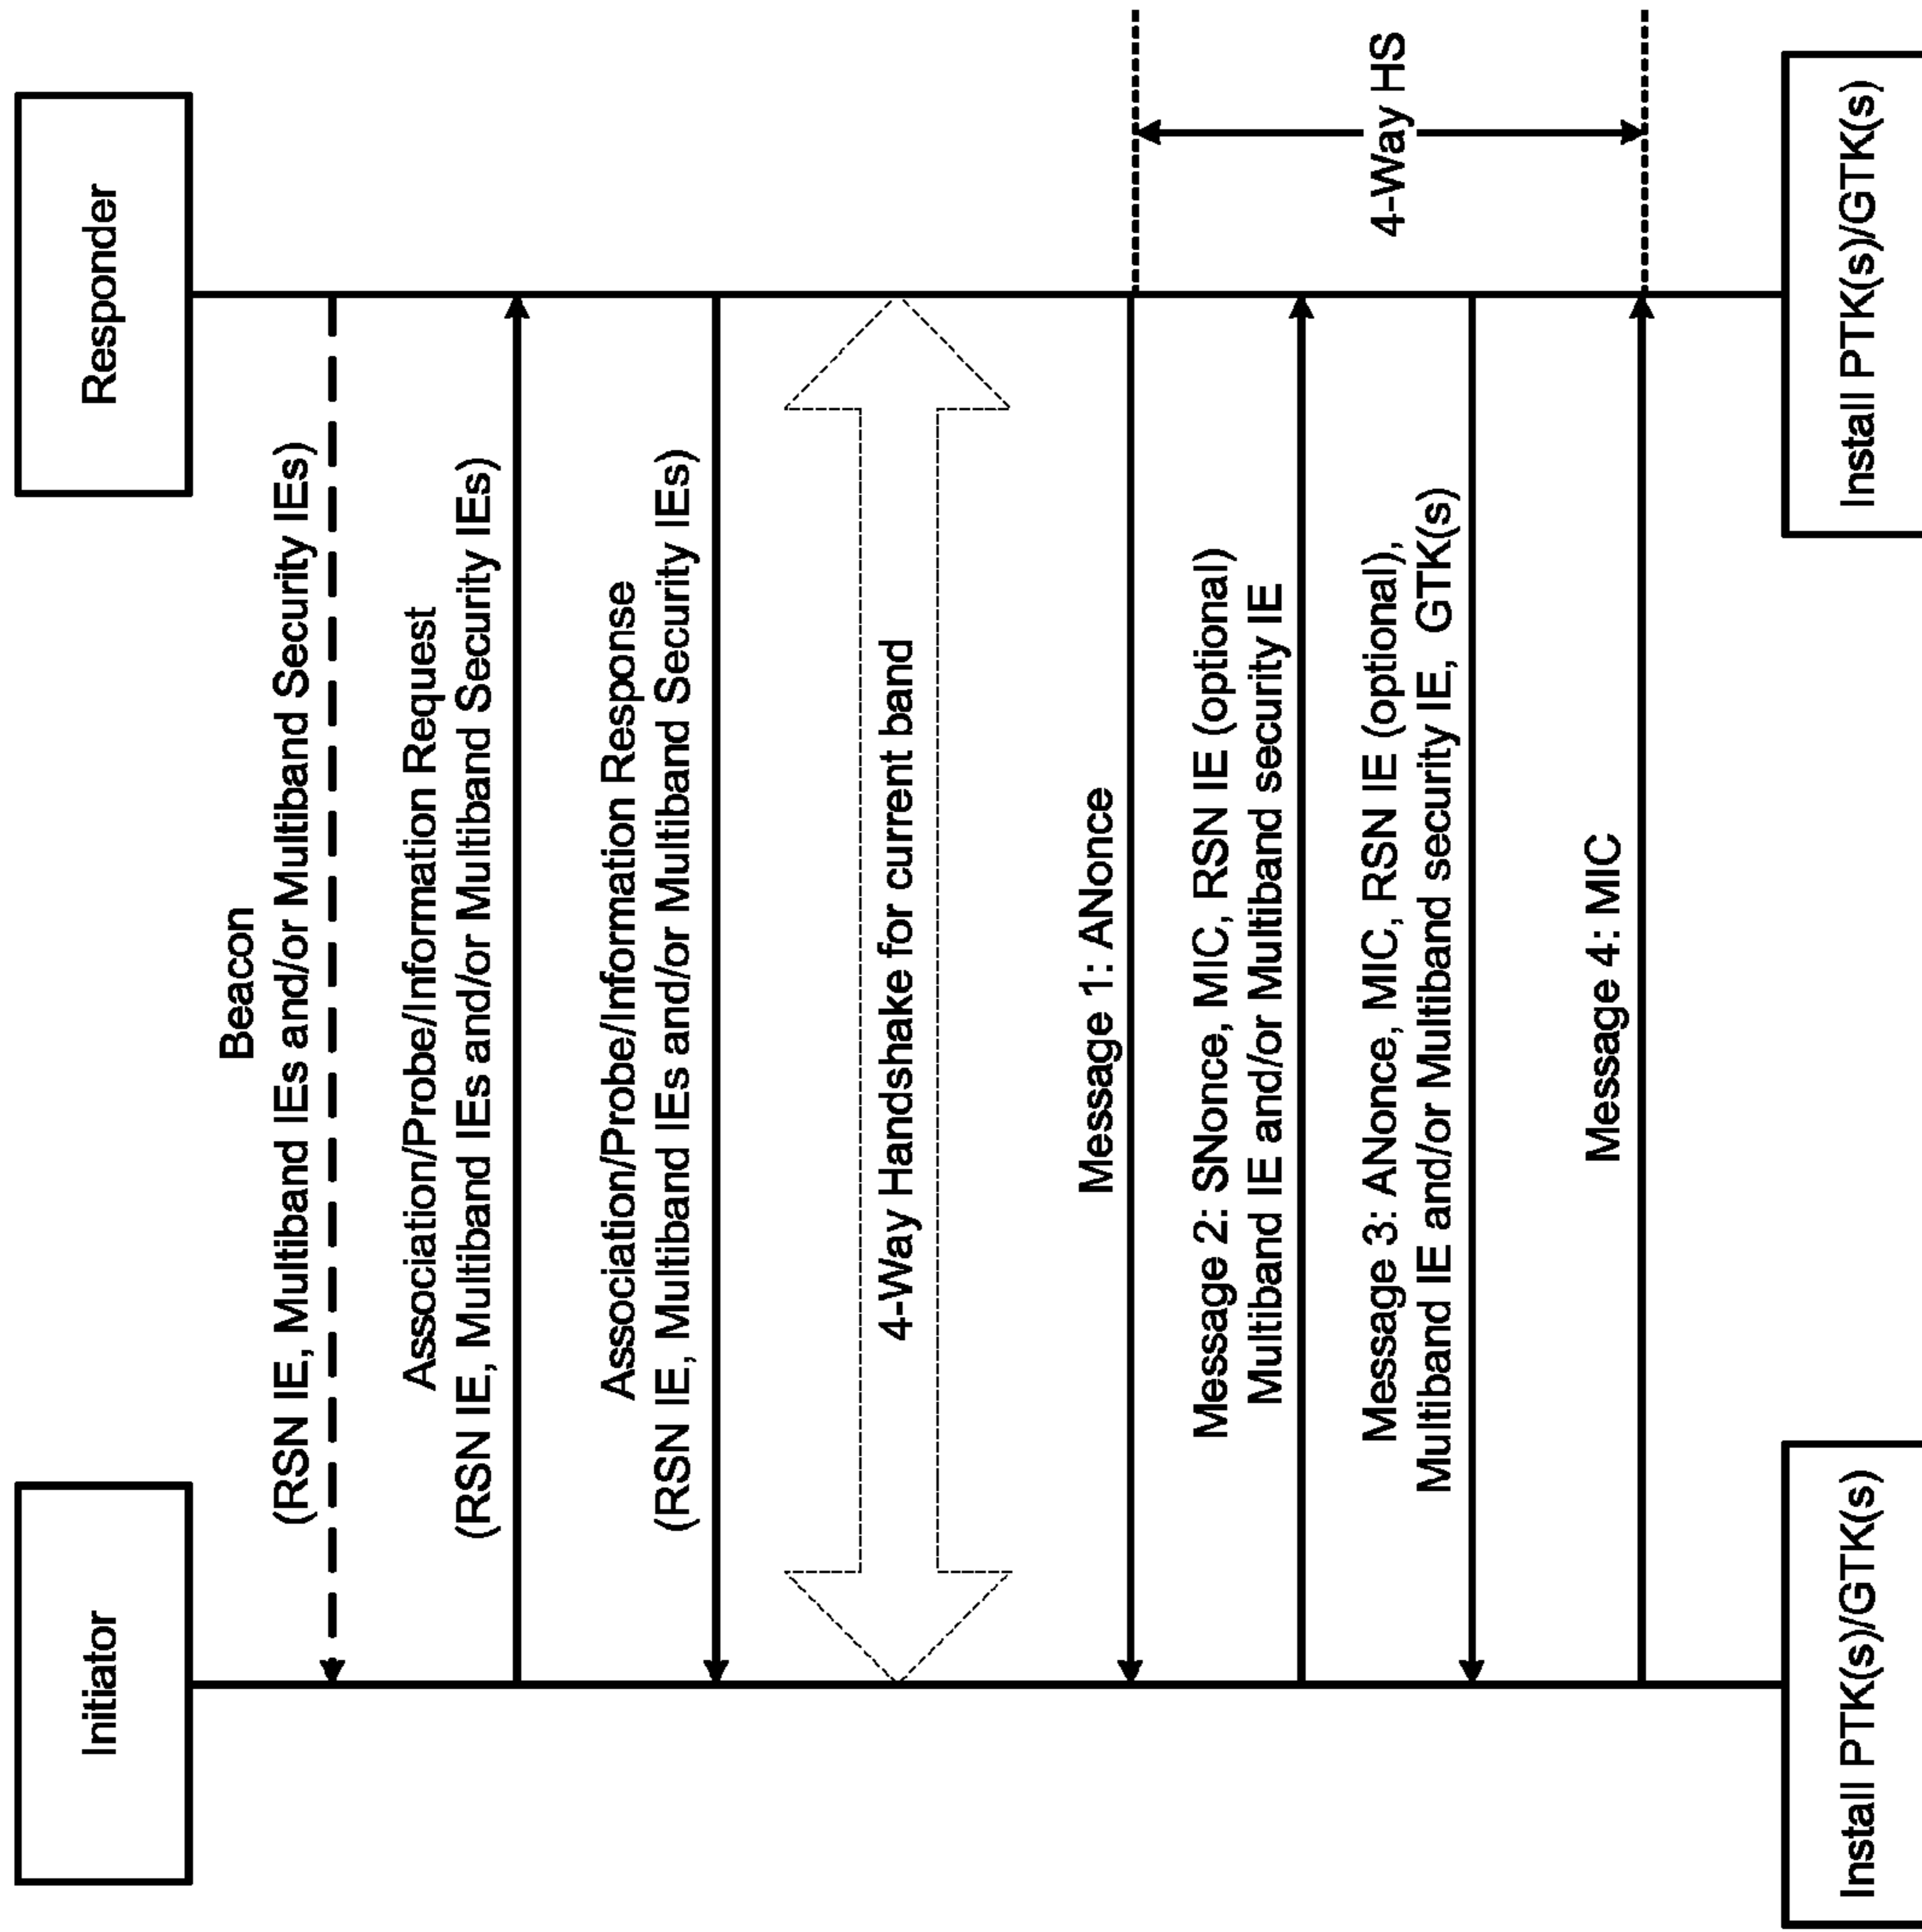 Initiator
Responder
Beacon
(RSN IE, Multiband IEs and/or Multiband Security IEs)
Association/Probe/Information Request
(RSN IE, Multiband IEs and/or Multiband Security IEs)
Association/Probe/Information Response
(RSN IE, Multiband IEs and/or Multiband Security IEs)
4-Way Handshake for current band
Message 1: ANonce
Message 2: SNonce, MIC, RSN IE (optional)
Multiband IE and/or Multiband security IE
Message 3: ANonce, MIC, RSN IE (optional),
Multiband IE and/or Multiband security IE, GTK(s)
Message 4: MIC
4-Way HS
Install PTK(s)/GTK(s)
Install PTK(s)/GTK(s)